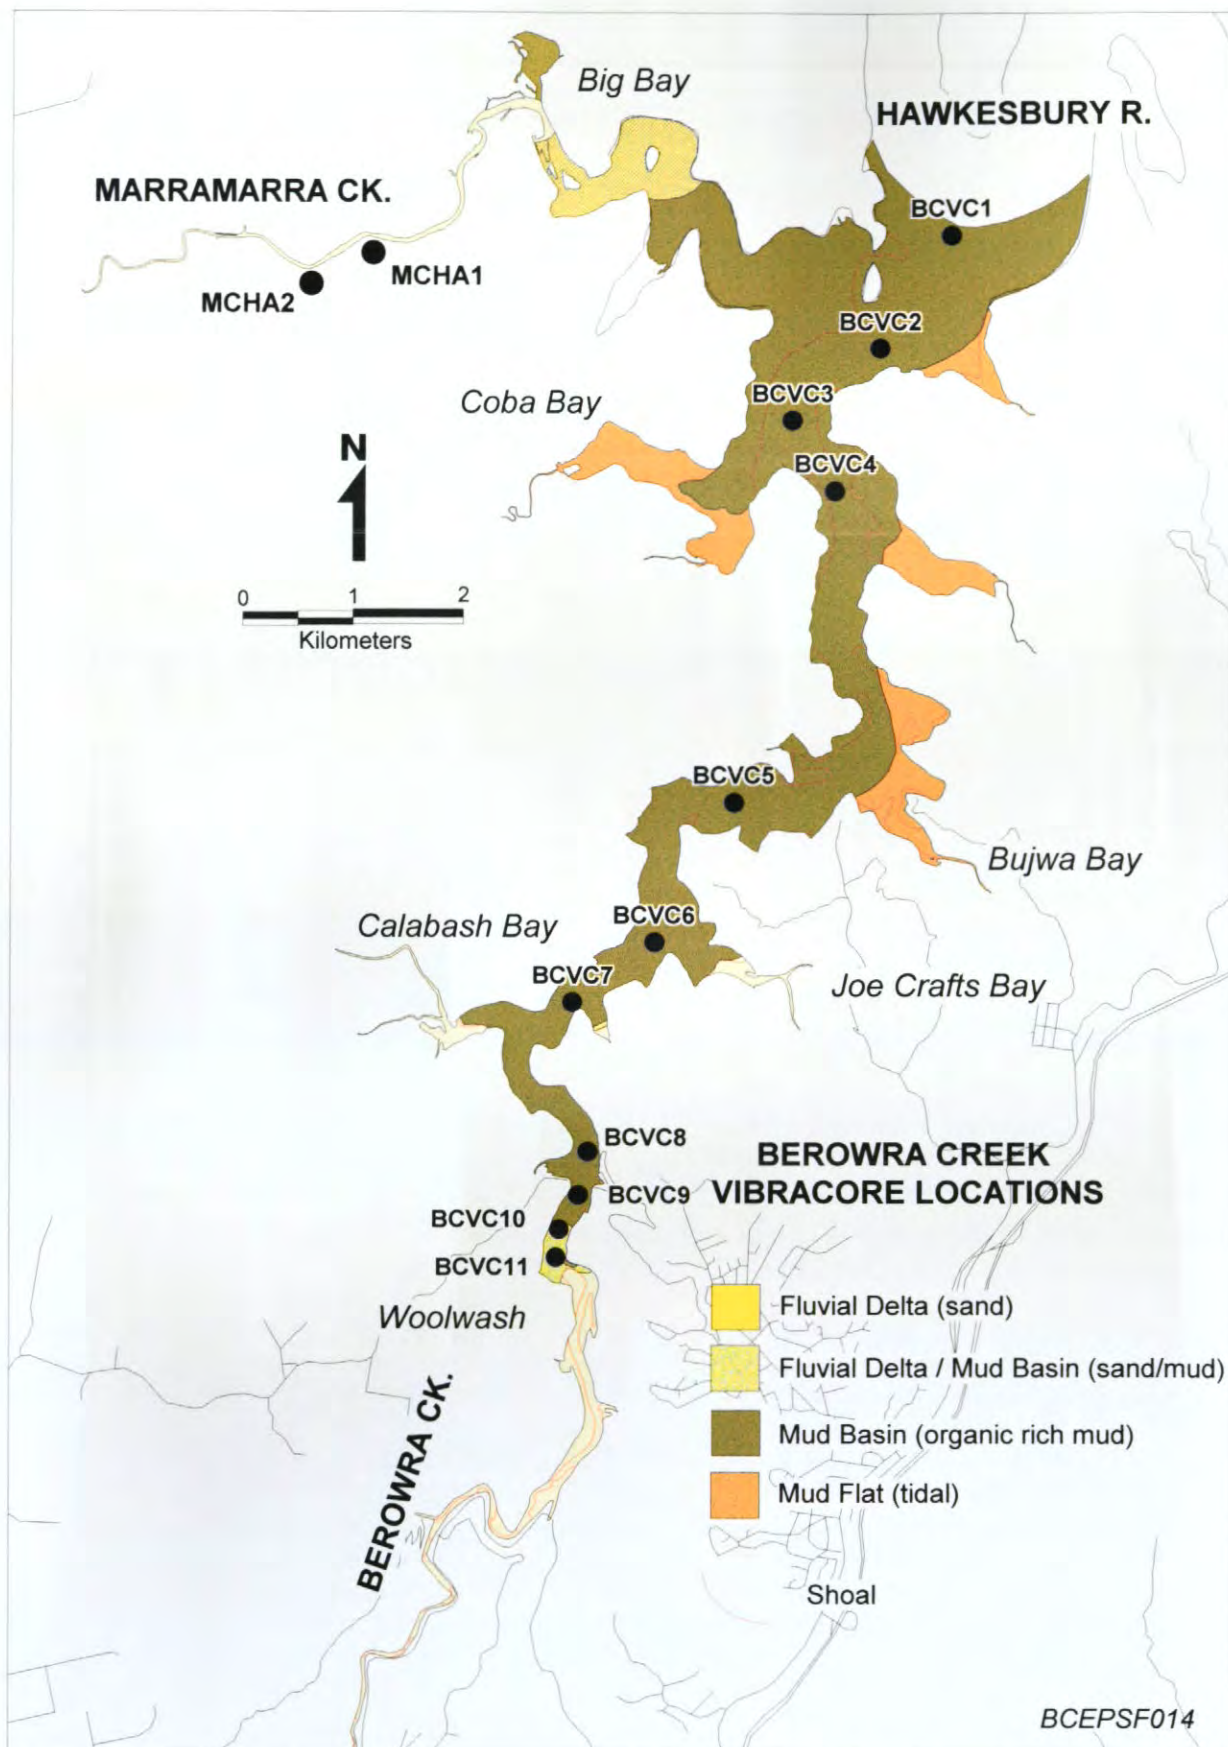 Big Bay
HAWKESBURY R.
MARRAMARRA CK.
BCVC1
MCHA1
MCHA2
BCVC2
BCVC3
Coba Bay
N
BCVC4
0 1 2
Kilometers
BCVC5
Bujwa Bay
BCVC6
Calabash Bay
BCVC7
Joe Crafts Bay
BCVC8
BEROWRA CREEK
VIBRACORE LOCATIONS
BCVC9
BCVC10
BCVC11
Woolwash
Fluvial Delta (sand)
Fluvial Delta / Mud Basin (sand/mud)
BEROWRA CK.
Mud Basin (organic rich mud)
Mud Flat (tidal)
Shoal
BCEPSF014